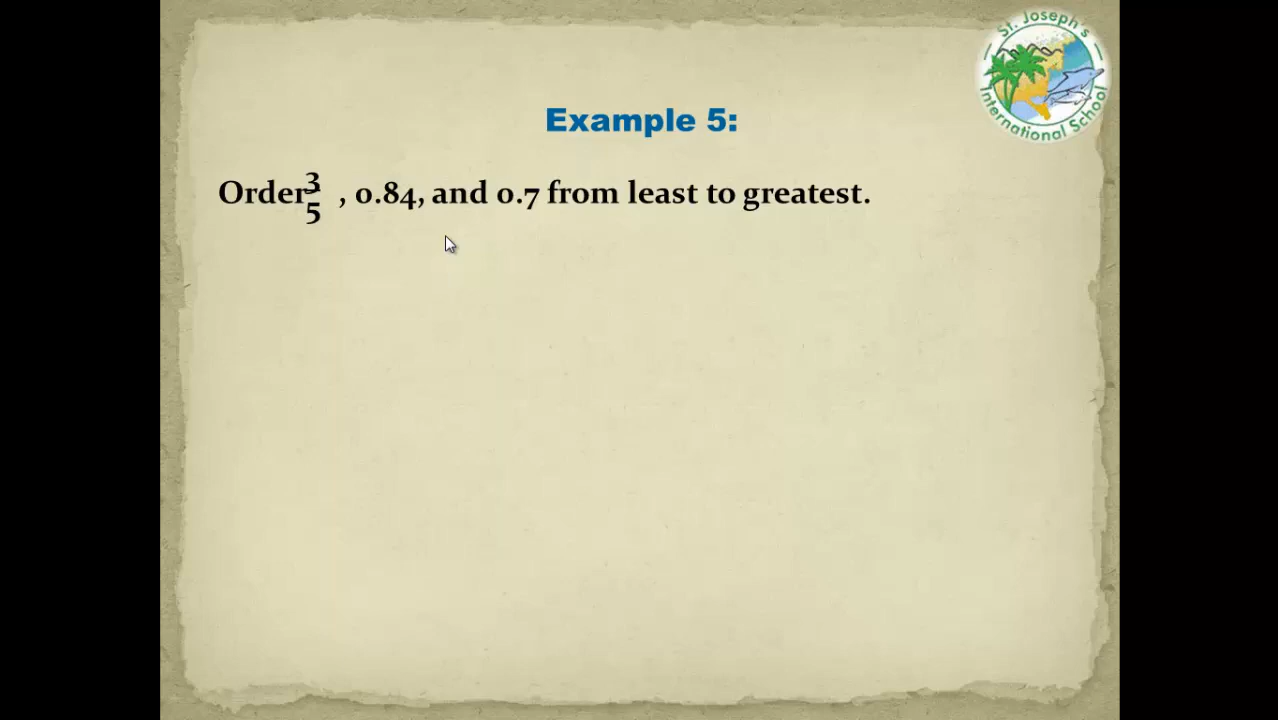 St. Joseph's
International School
Example 5:
Order 3/5 , 0.84, and 0.7 from least to greatest.